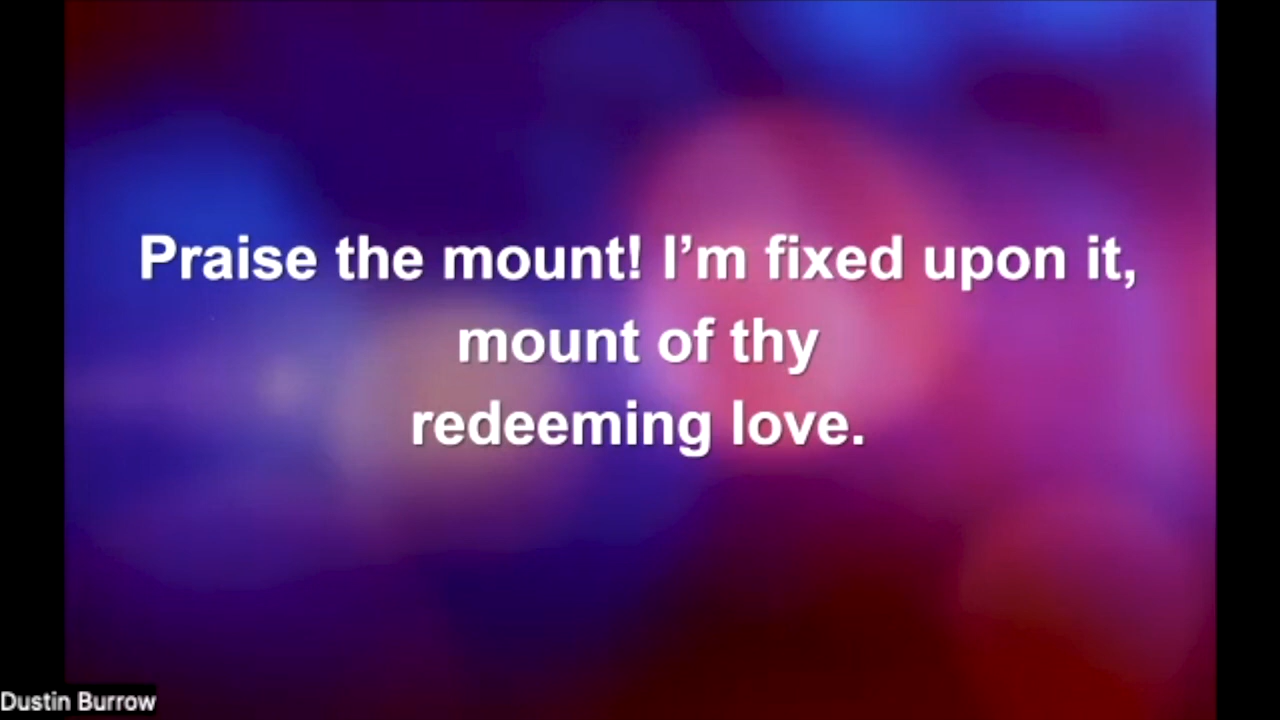 Praise the mount! I’m fixed upon it,
mount of thy
redeeming love.
Dustin Burrow